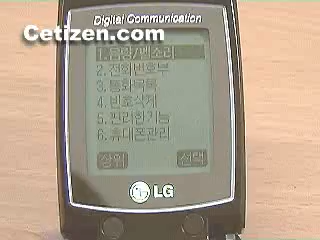 Digital Communication
Cetizen.com
1.음량/벨소리
2.전화번호부
3.통화목록
4.번호삭제
5.편리한기능
6.휴대폰관리
상위 선택
LG